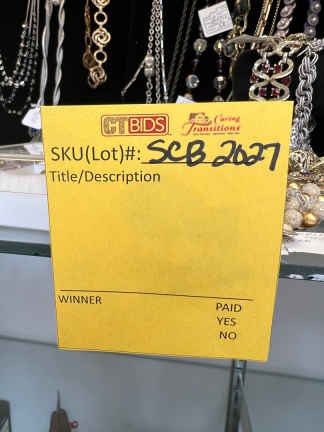 CTBIDS Caring Transitions
SKU(Lot)#: SCB 2027
Title/Description
WINNER PAID
YES
NO